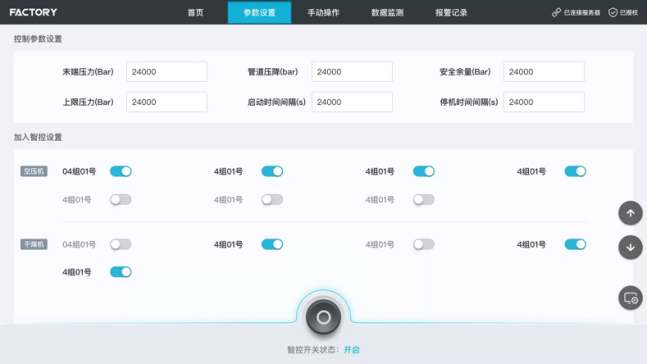 FACTORY 首页 参数设置 手动操作 数据监测 报警记录 已连接服务器 已授权
控制参数设置
末端压力(Bar) 24000 管道压降(bar) 24000 安全余量(Bar) 24000
上限压力(Bar) 24000 启动时间间隔(s) 24000 停机时间间隔(s) 24000
加入智控设置
空压机 04组01号 4组01号 4组01号 4组01号
4组01号 4组01号 4组01号
干燥机 04组01号 4组01号 4组01号 4组01号
4组01号
智控开关状态: 开启